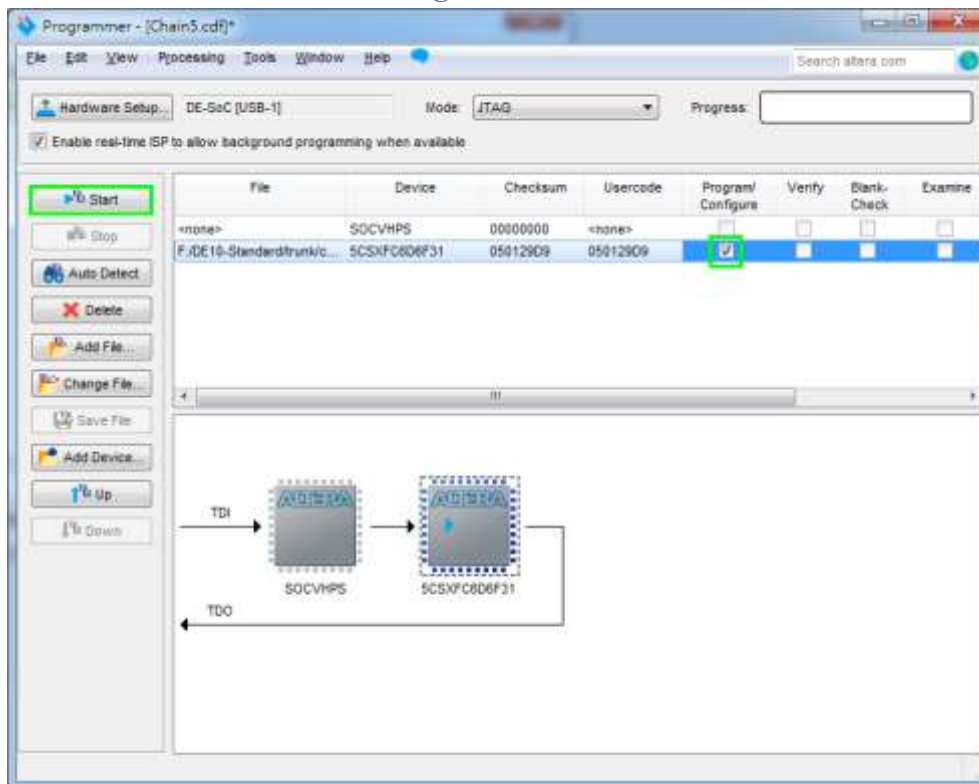 Programmer - [Chain5.cdf]*
File Edit View Processing Tools Window Help
Search altera.com
Hardware Setup... DE-SoC [USB-1] Mode: JTAG Progress:
Enable real-time ISP to allow background programming when available
Start
Stop
Auto Detect
Delete
Add File...
Change File...
Save File
Add Device...
Up
Down
File Device Checksum Usercode Program/ Configure Verify Blank- Check Examine
<none> SOCVHPS 00000000 <none>
F:/DE10-Standard/trunk/c... 5CSXFC6D6F31 050129D9 050129D9
TDI
ALTERA
ALTERA
SOCVHPS
5CSXFC6D6F31
TDO